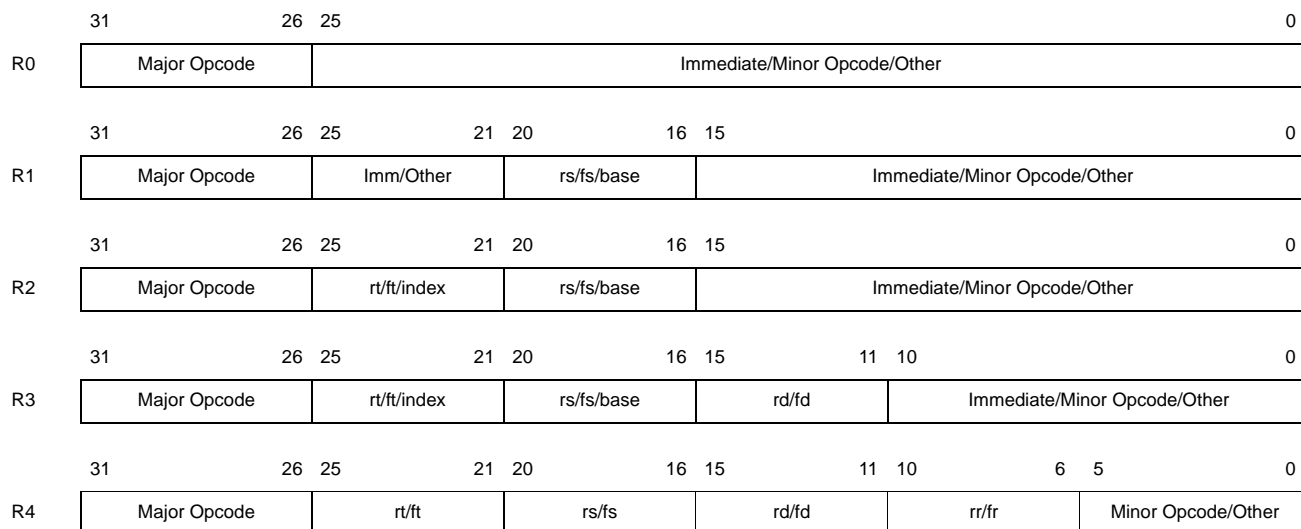 31 26 25 0
R0 Major Opcode Immediate/Minor Opcode/Other
31 26 25 21 20 16 15 0
R1 Major Opcode Imm/Other rs/fs/base Immediate/Minor Opcode/Other
31 26 25 21 20 16 15 0
R2 Major Opcode rt/ft/index rs/fs/base Immediate/Minor Opcode/Other
31 26 25 21 20 16 15 11 10 0
R3 Major Opcode rt/ft/index rs/fs/base rd/fd Immediate/Minor Opcode/Other
31 26 25 21 20 16 15 11 10 6 5 0
R4 Major Opcode rt/ft rs/fs rd/fd rr/fr Minor Opcode/Other